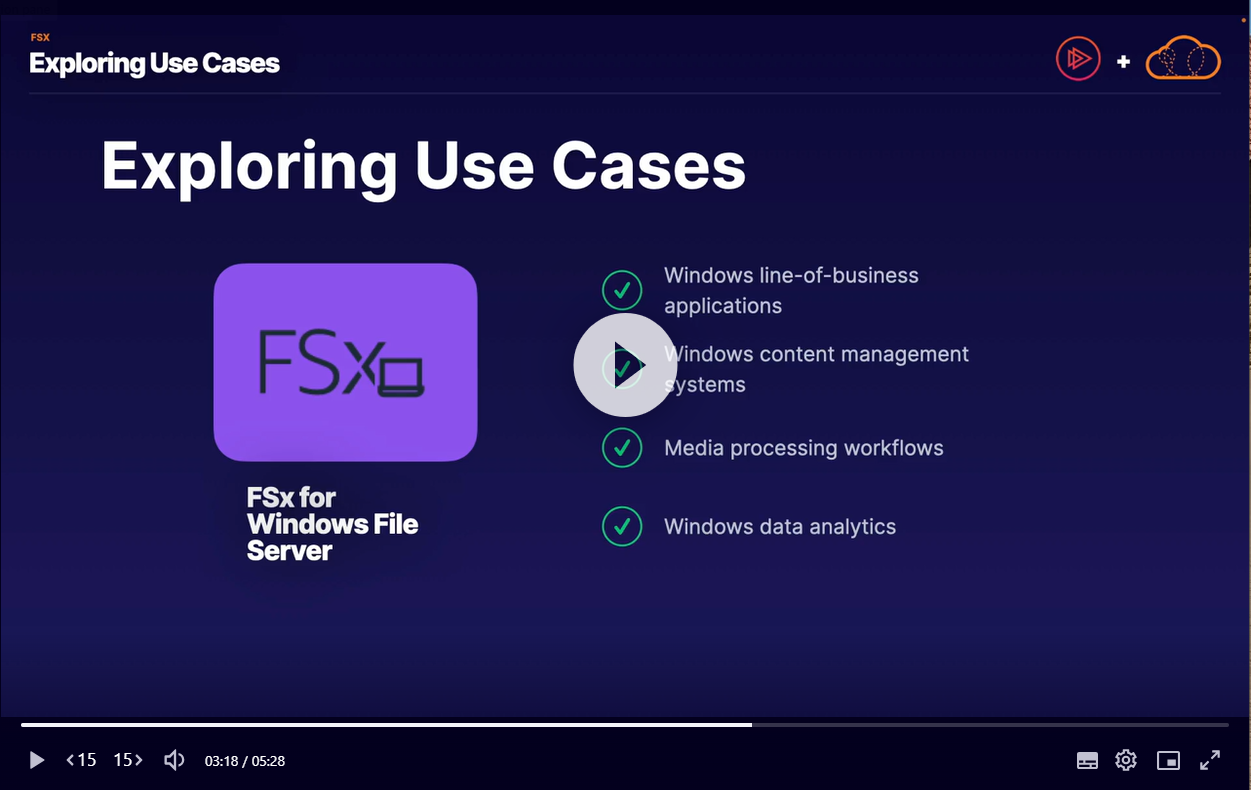 FSX
Exploring Use Cases
+
Exploring Use Cases
FSx
FSx for
Windows File
Server
Windows line-of-business
applications
Windows content management
systems
Media processing workflows
Windows data analytics
<15 15> 03:18 / 05:28